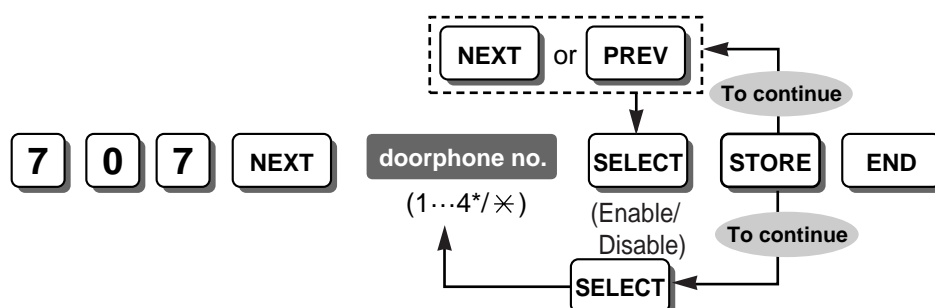 NEXT or PREV
To continue
7 0 7 NEXT doorphone no. SELECT STORE END
(1···4*/✳)
(Enable/
Disable)
To continue
SELECT